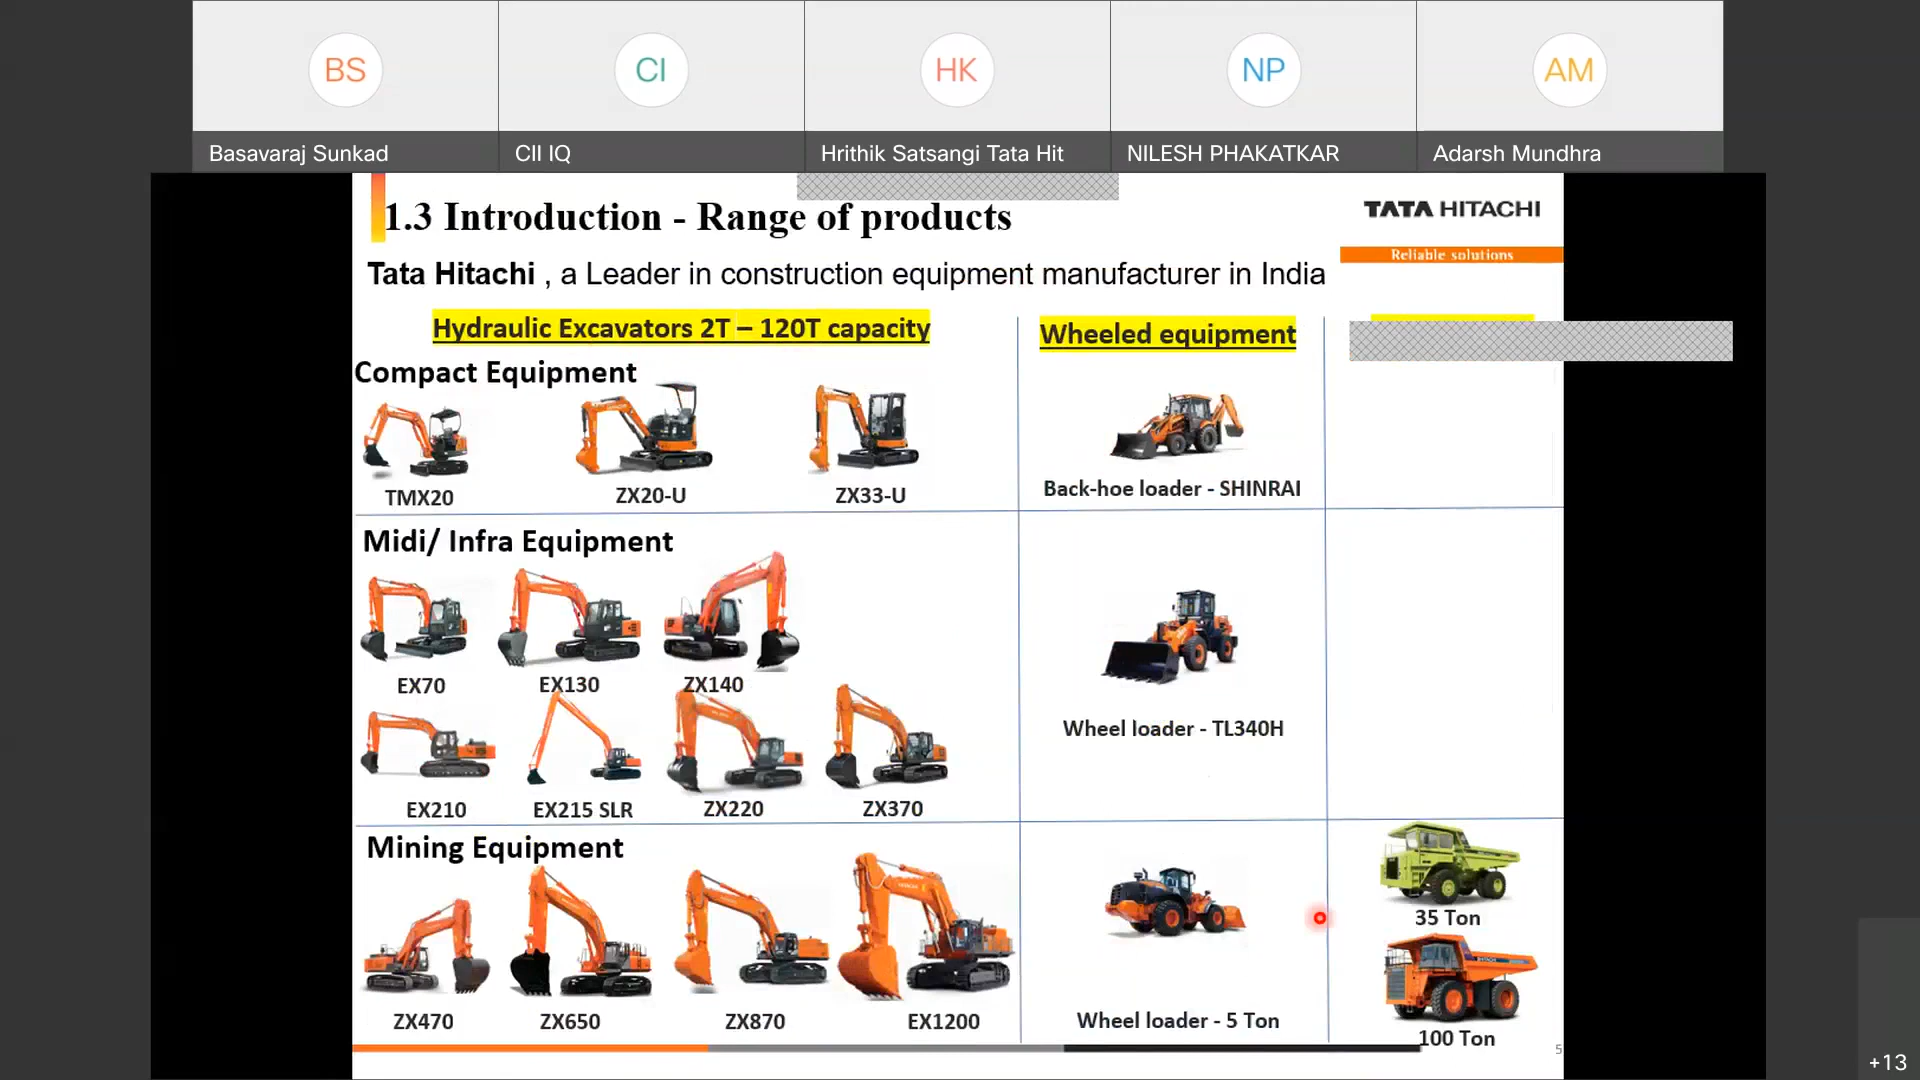 BS
CI
HK
NP
AM
Basavaraj Sunkad
CII IQ
Hrithik Satsangi Tata Hit
NILESH PHAKATKAR
Adarsh Mundhra
1.3 Introduction - Range of products
TATA HITACHI
Reliable solutions
Tata Hitachi , a Leader in construction equipment manufacturer in India
Hydraulic Excavators 2T – 120T capacity
Wheeled equipment
Compact Equipment
TMX20
ZX20-U
ZX33-U
Back-hoe loader - SHINRAI
Midi/ Infra Equipment
EX70
EX130
ZX140
Wheel loader - TL340H
EX210
EX215 SLR
ZX220
ZX370
Mining Equipment
35 Ton
ZX470
ZX650
ZX870
EX1200
Wheel loader - 5 Ton
100 Ton
5
+13